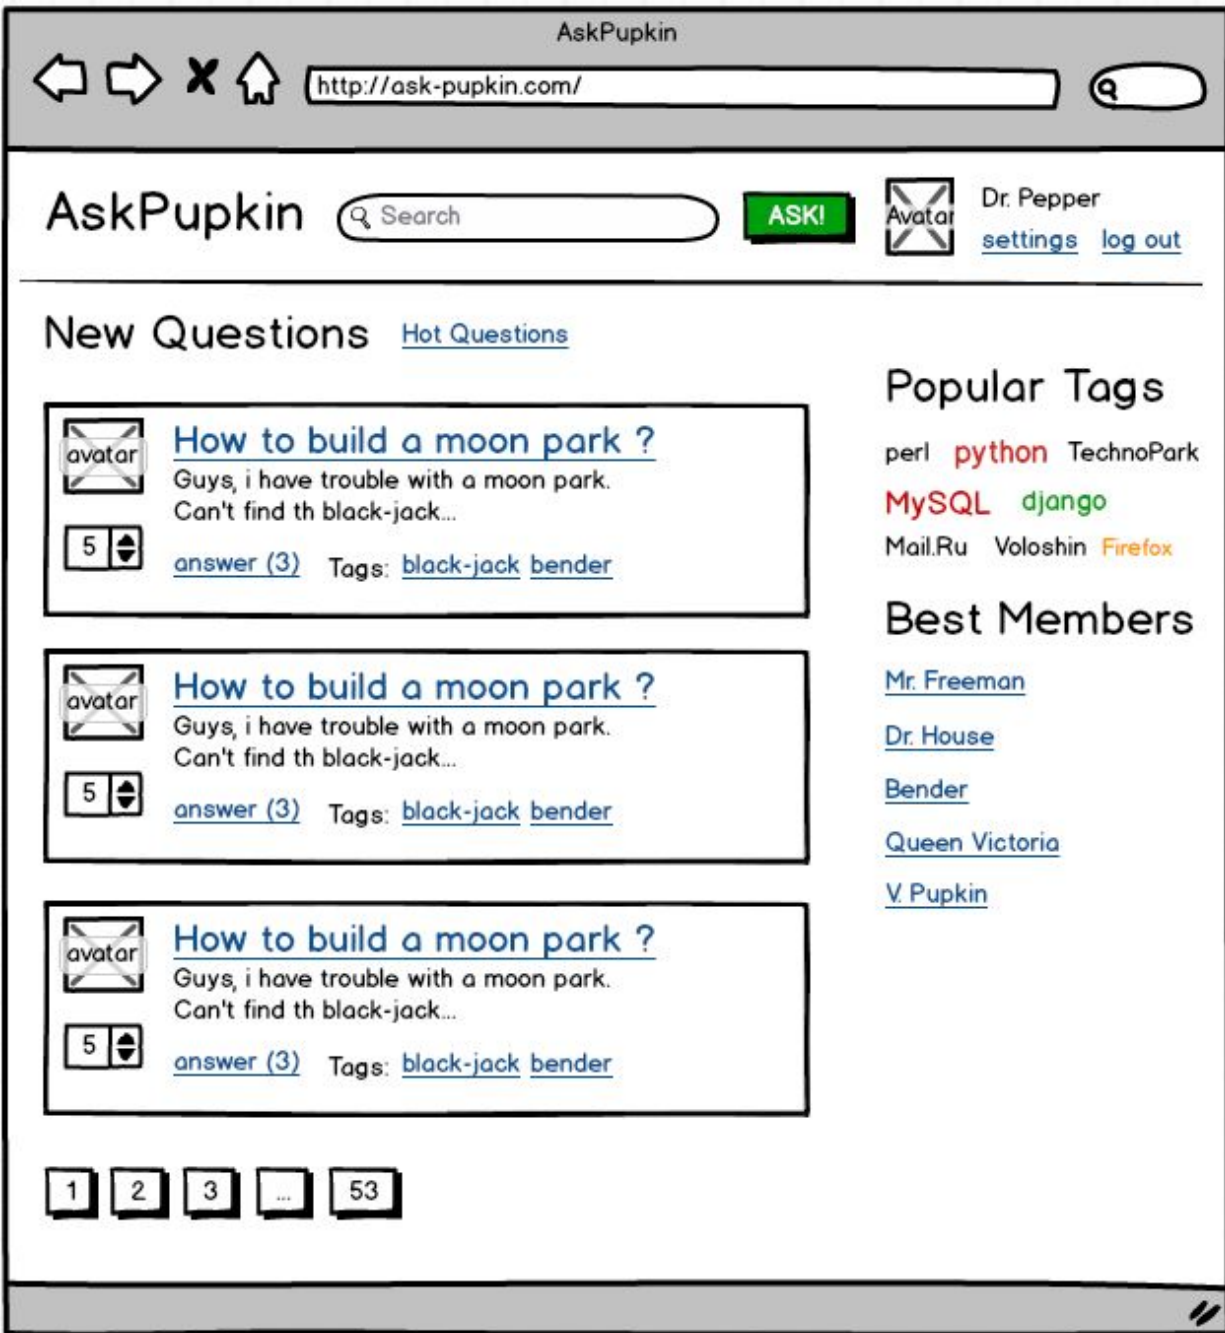 AskPupkin
http://ask-pupkin.com/
AskPupkin
Search
ASK!
Avatar
Dr. Pepper
settings log out
New Questions Hot Questions
avatar
How to build a moon park ?
Guys, i have trouble with a moon park.
Can't find th black-jack...
5
answer (3) Tags: black-jack bender
avatar
How to build a moon park ?
Guys, i have trouble with a moon park.
Can't find th black-jack...
5
answer (3) Tags: black-jack bender
avatar
How to build a moon park ?
Guys, i have trouble with a moon park.
Can't find th black-jack...
5
answer (3) Tags: black-jack bender
1 2 3 ... 53
Popular Tags
perl python TechnoPark
MySQL django
Mail.Ru Voloshin Firefox
Best Members
Mr. Freeman
Dr. House
Bender
Queen Victoria
V. Pupkin